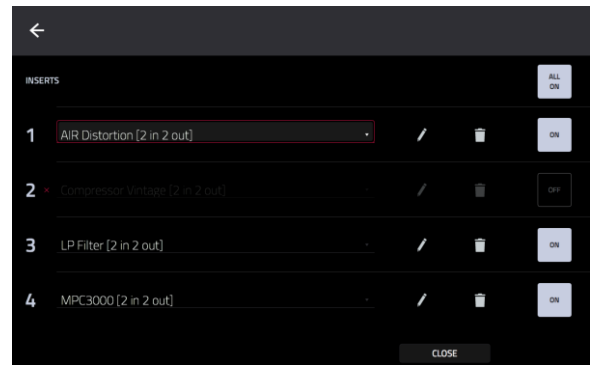 INSERTS
ALL
ON
1 AIR Distortion [2 in 2 out] ON
2 × Compressor Vintage [2 in 2 out] OFF
3 LP Filter [2 in 2 out] ON
4 MPC3000 [2 in 2 out] ON
CLOSE